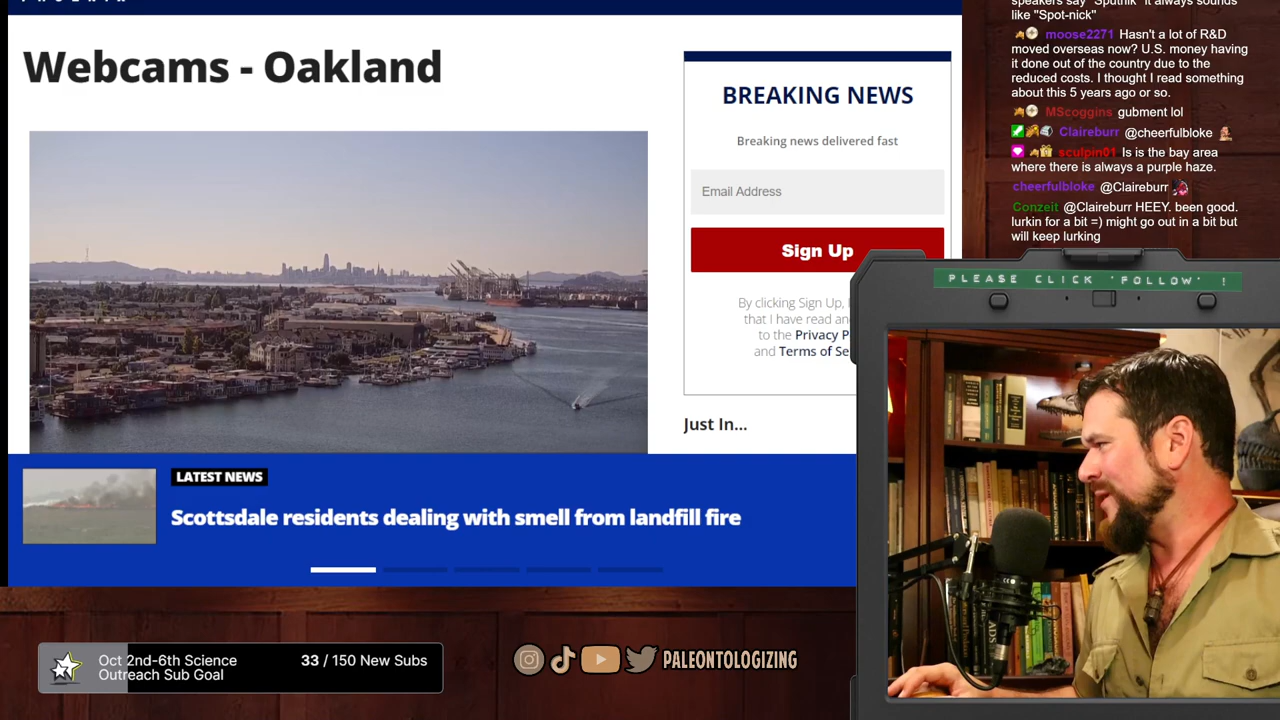 Webcams - Oakland
BREAKING NEWS
Breaking news delivered fast
Email Address
Sign Up
By clicking Sign Up, I
that I have read an
to the Privacy P
and Terms of Se
Just In...
LATEST NEWS
Scottsdale residents dealing with smell from landfill fire
speakers say "Sputnik" it always sounds
like "Spot-nick"
moose2271 Hasn't a lot of R&D
moved overseas now? U.S. money having
it done out of the country due to the
reduced costs. I thought I read something
about this 5 years ago or so.
MScoggins gubment lol
Claireburr @cheerfulbloke
sculpin01 Is is the bay area
where there is always a purple haze.
cheerfulbloke @Claireburr
Conzeit @Claireburr HEEY. been good.
lurkin for a bit =) might go out in a bit but
will keep lurking
PLEASE CLICK 'FOLLOW' !
Oct 2nd-6th Science
Outreach Sub Goal
33 / 150 New Subs
PALEONTOLOGIZING